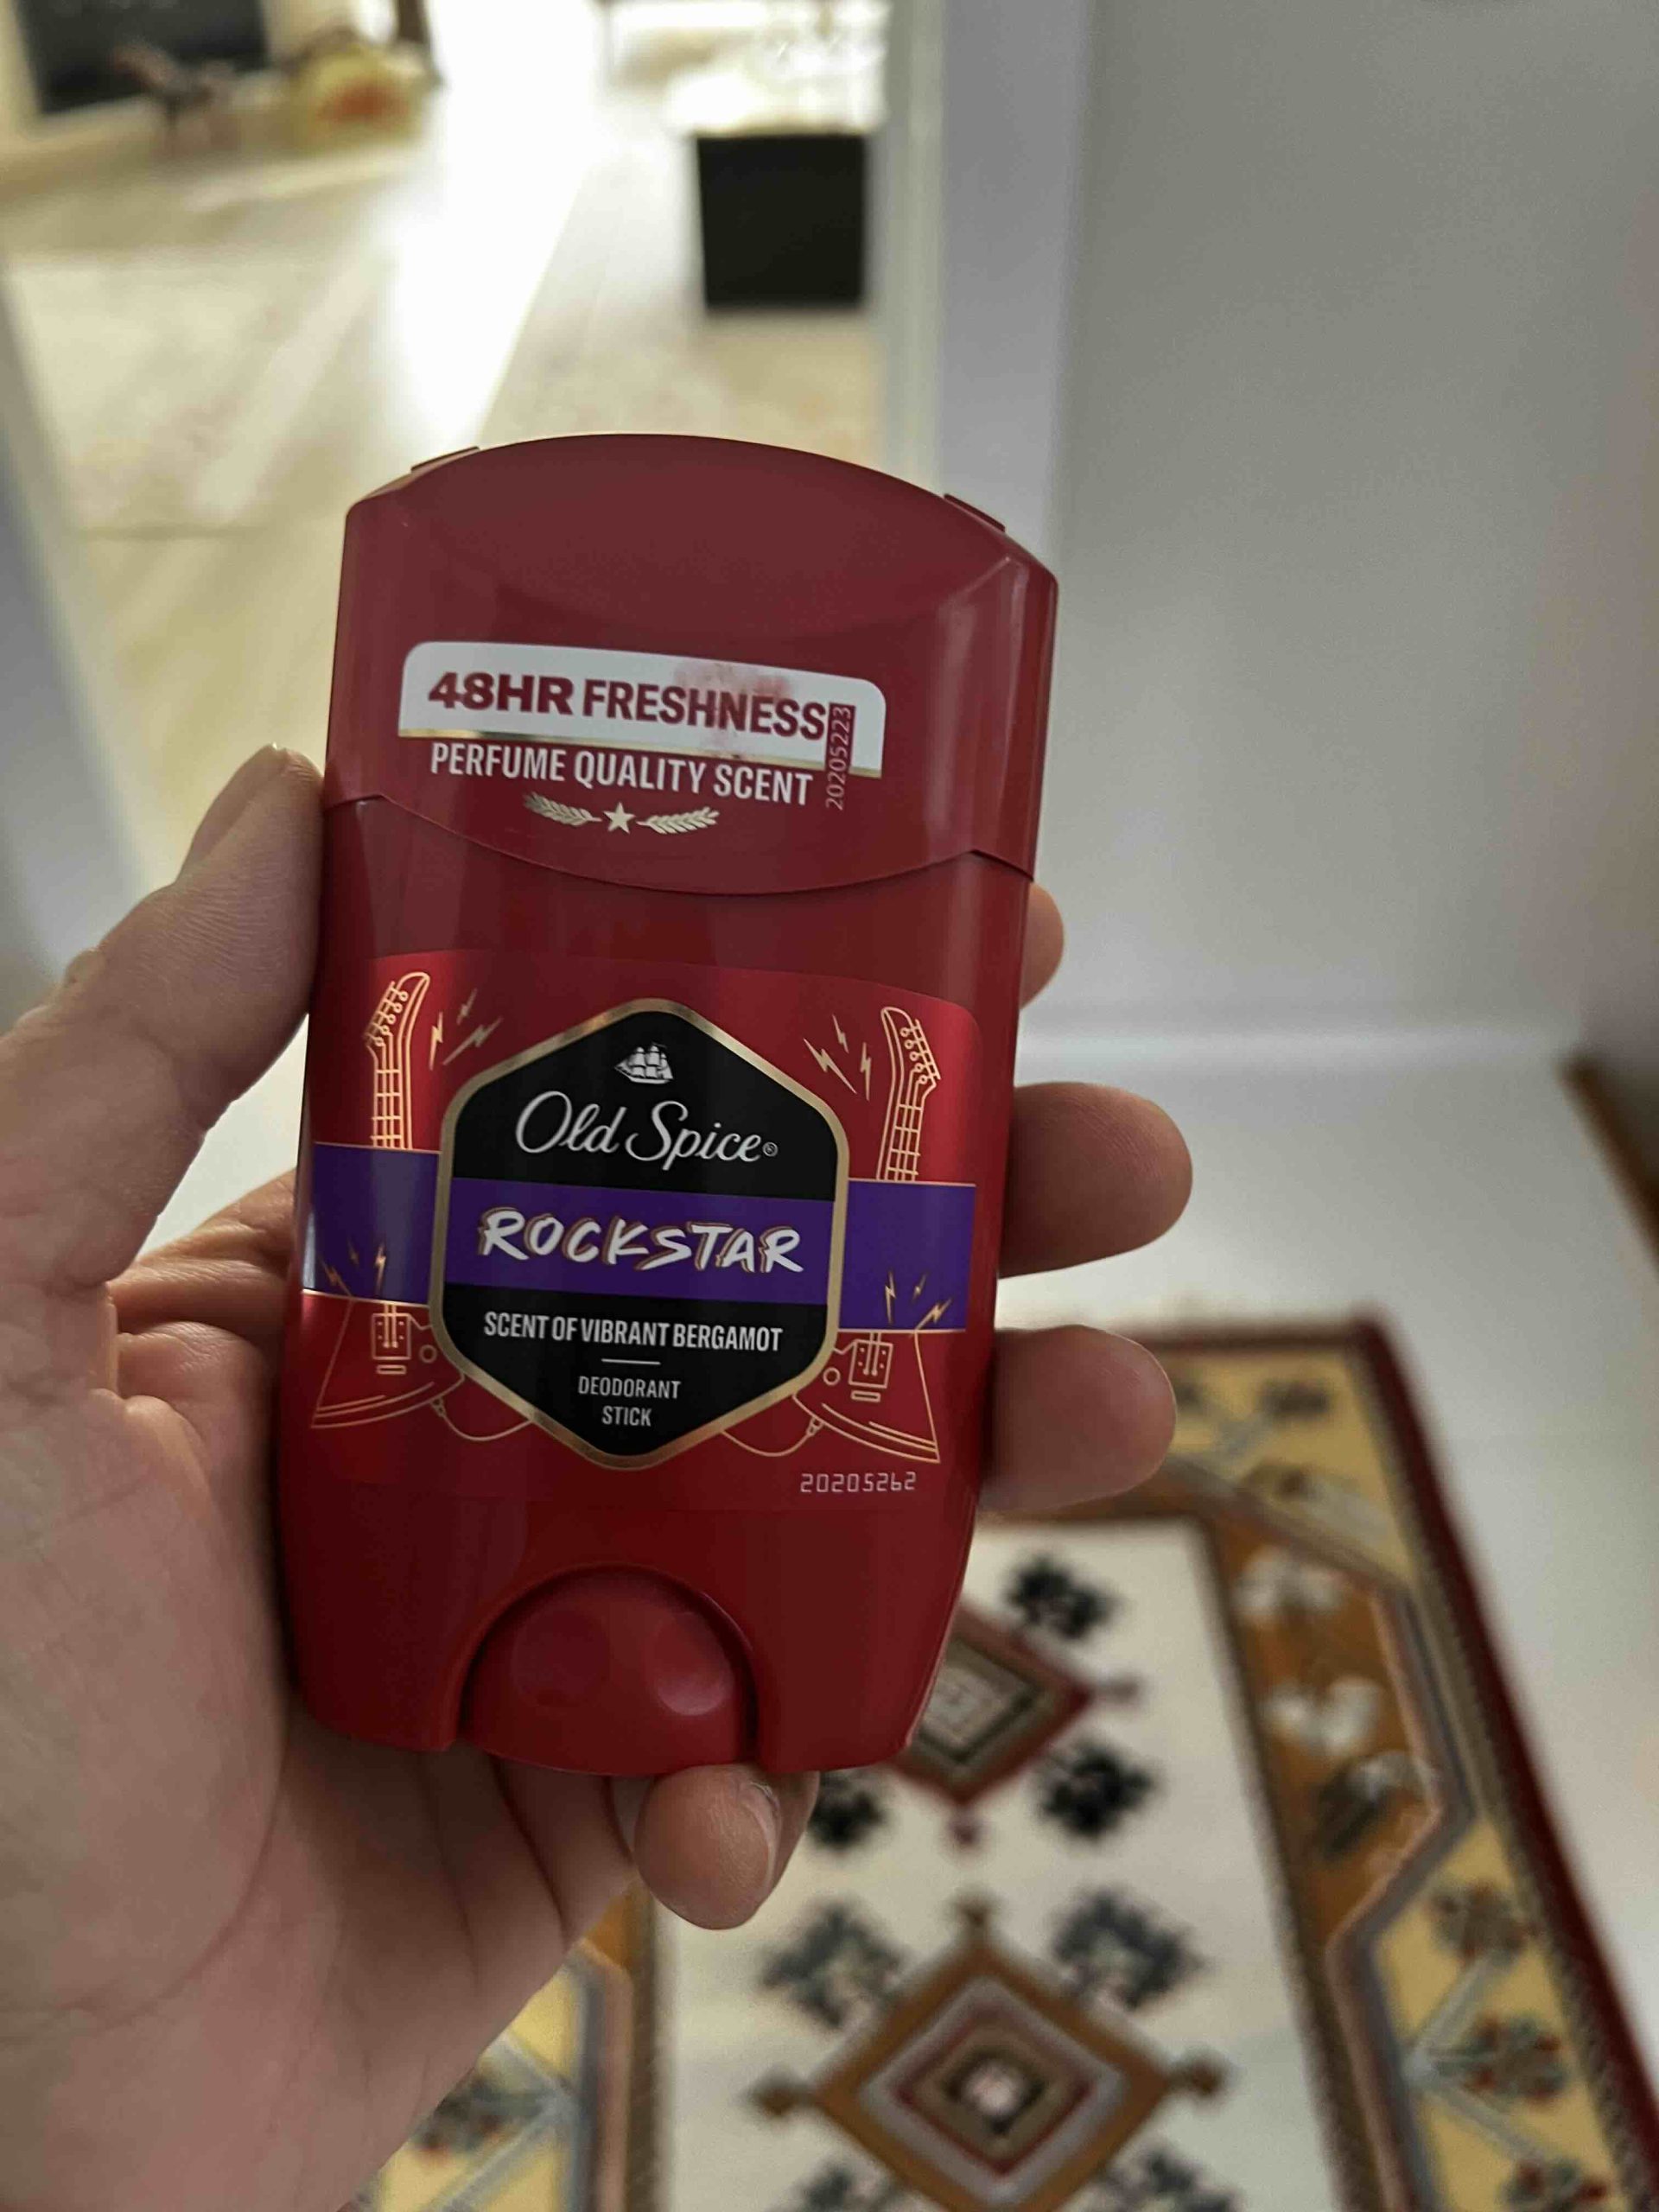 48HR FRESHNESS
20205223
PERFUME QUALITY SCENT
Old Spice®
ROCKSTAR
SCENT OF VIBRANT BERGAMOT
DEODORANT
STICK
20205262